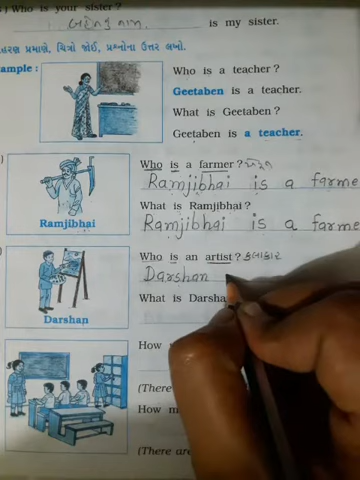 Who is your sister?
બહેનનું નામ is my sister.
પ્રમાણે, ચિત્રો જોઈ, પ્રશ્નોના ઉત્તર લખો.
ample :
Who is a teacher?
Geetaben is a teacher.
What is Geetaben?
Geetaben is a teacher.
Who is a farmer? ખેડૂત
Ramjibhai is a farme
Ramjibhai
What is Ramjibhai?
Ramjibhai is a farme
Who is an artist? કલાકાર
Darshan
Darshan
What is Darsha
How
(There
How m
(There are